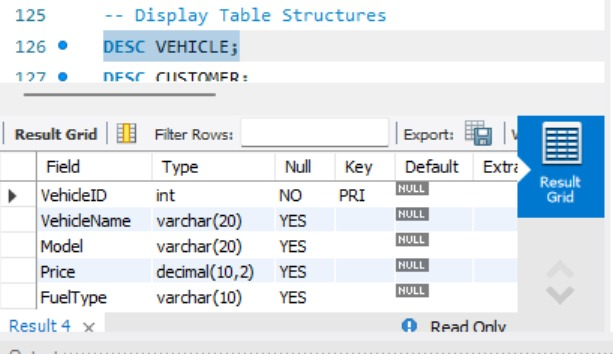 125 -- Display Table Structures
126 DESC VEHICLE;
127 DESC CUSTOMER;
Result Grid Filter Rows: Export:
Field Type Null Key Default Extra
VehicleID int NO PRI NULL
VehicleName varchar(20) YES NULL
Model varchar(20) YES NULL
Price decimal(10,2) YES NULL
FuelType varchar(10) YES NULL
Result Grid
Result 4 Read Only